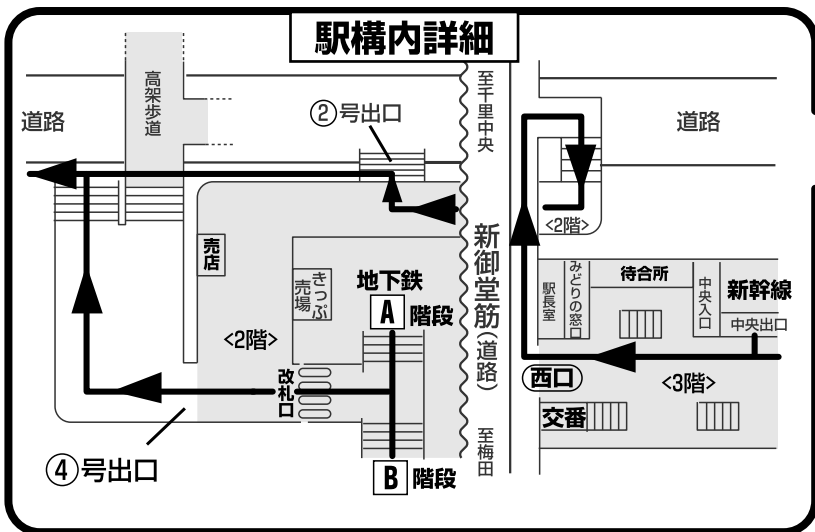 駅構内詳細
道路
高架歩道
②号出口
至千里中央
道路
<2階>
売店
きっぷ売場
地下鉄
A 階段
新御堂筋(道路)
駅長室
みどりの窓口
待合所
中央入口
新幹線
中央出口
<2階>
改札口
西口
<3階>
交番
④号出口
B 階段
至梅田